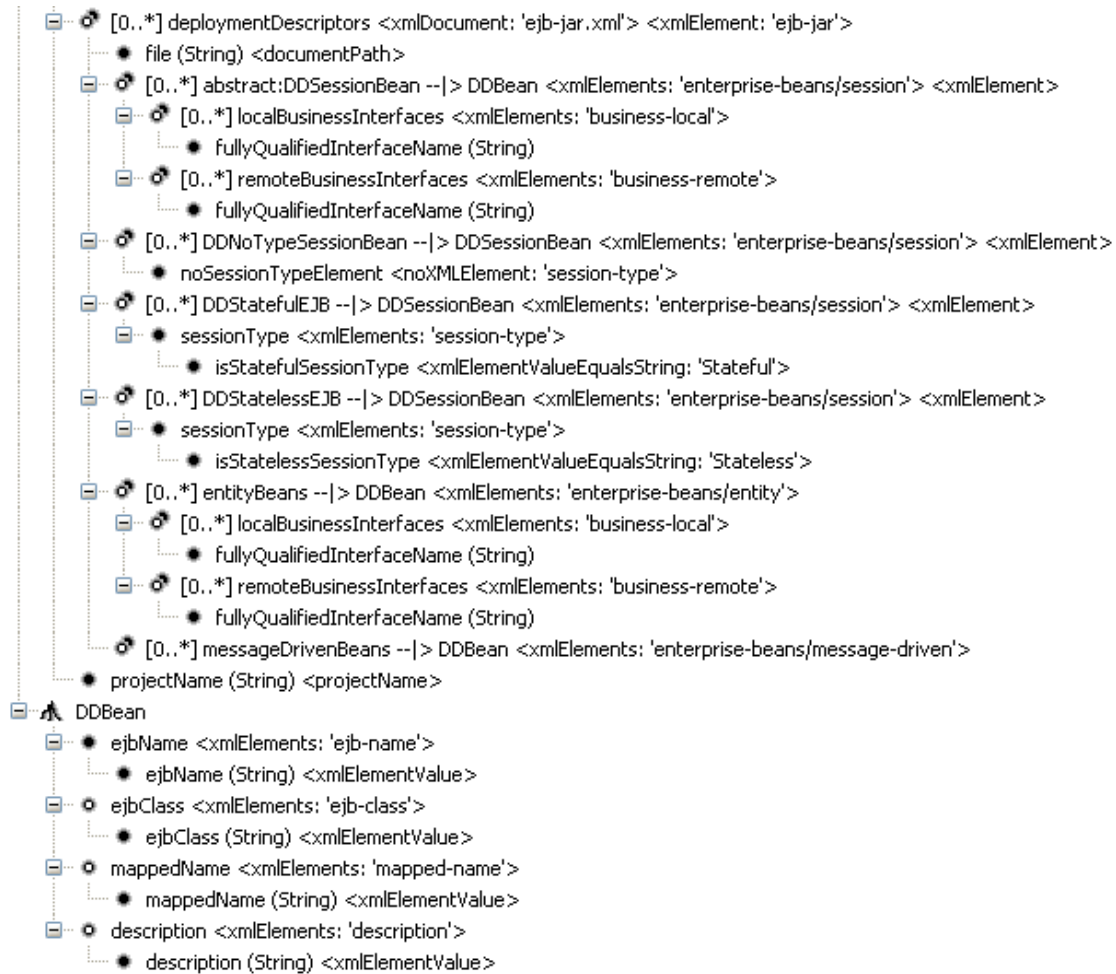 [0..*] deploymentDescriptors <xmlDocument: 'ejb-jar.xml'> <xmlElement: 'ejb-jar'>
file (String) <documentPath>
[0..*] abstract:DDSessionBean --|> DDBean <xmlElements: 'enterprise-beans/session'> <xmlElement>
[0..*] localBusinessInterfaces <xmlElements: 'business-local'>
fullyQualifiedInterfaceName (String)
[0..*] remoteBusinessInterfaces <xmlElements: 'business-remote'>
fullyQualifiedInterfaceName (String)
[0..*] DDNoTypeSessionBean --|> DDSessionBean <xmlElements: 'enterprise-beans/session'> <xmlElement>
noSessionTypeElement <noXMLElement: 'session-type'>
[0..*] DDStatefulEJB --|> DDSessionBean <xmlElements: 'enterprise-beans/session'> <xmlElement>
sessionType <xmlElements: 'session-type'>
isStatefulSessionType <xmlElementValueEqualsString: 'Stateful'>
[0..*] DDStatelessEJB --|> DDSessionBean <xmlElements: 'enterprise-beans/session'> <xmlElement>
sessionType <xmlElements: 'session-type'>
isStatelessSessionType <xmlElementValueEqualsString: 'Stateless'>
[0..*] entityBeans --|> DDBean <xmlElements: 'enterprise-beans/entity'>
[0..*] localBusinessInterfaces <xmlElements: 'business-local'>
fullyQualifiedInterfaceName (String)
[0..*] remoteBusinessInterfaces <xmlElements: 'business-remote'>
fullyQualifiedInterfaceName (String)
[0..*] messageDrivenBeans --|> DDBean <xmlElements: 'enterprise-beans/message-driven'>
projectName (String) <projectName>
DDBean
ejbName <xmlElements: 'ejb-name'>
ejbName (String) <xmlElementValue>
ejbClass <xmlElements: 'ejb-class'>
ejbClass (String) <xmlElementValue>
mappedName <xmlElements: 'mapped-name'>
mappedName (String) <xmlElementValue>
description <xmlElements: 'description'>
description (String) <xmlElementValue>